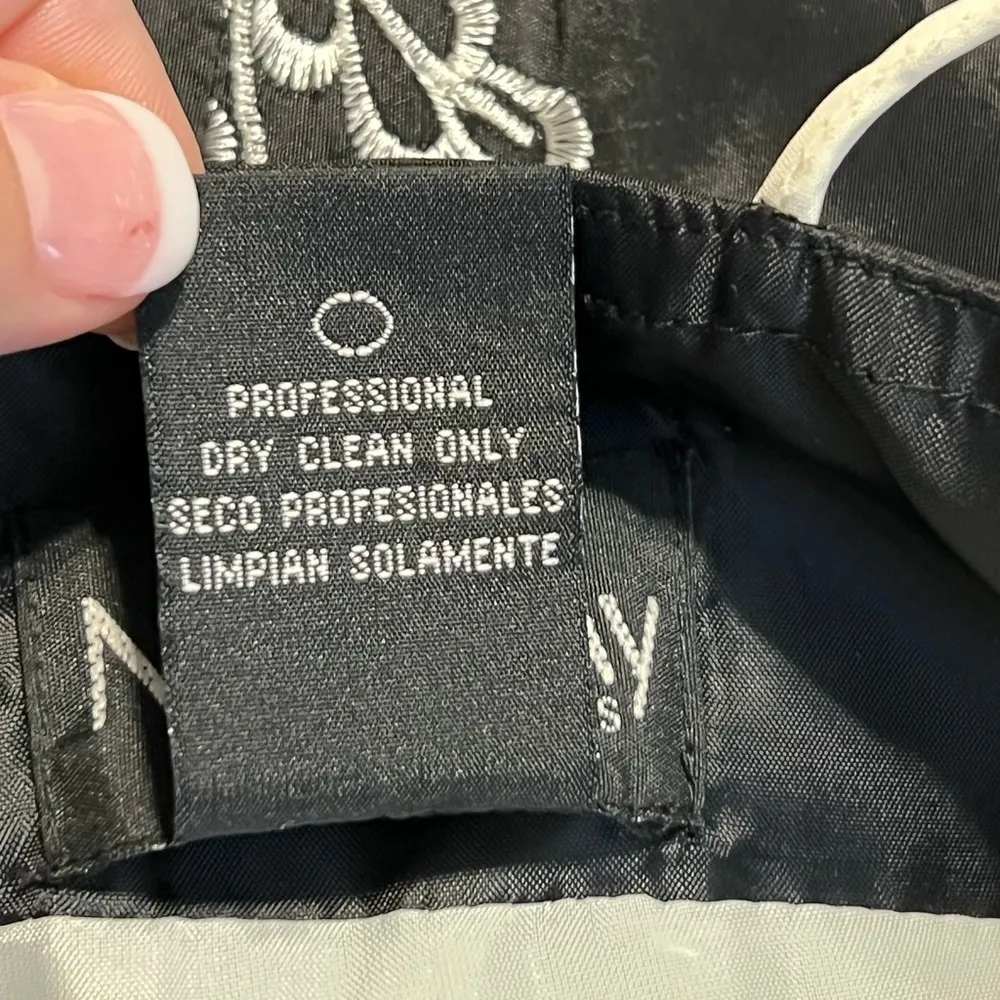 PROFESSIONAL
DRY CLEAN ONLY
SECO PROFESIONALES
LIMPIAN SOLAMENTE